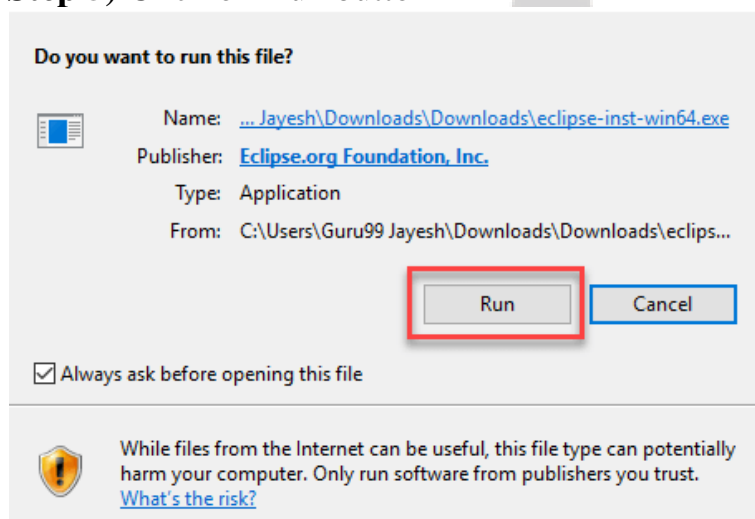 Do you want to run this file?
Name: ... Jayesh\Downloads\Downloads\eclipse-inst-win64.exe
Publisher: Eclipse.org Foundation, Inc.
Type: Application
From: C:\Users\Guru99 Jayesh\Downloads\Downloads\eclips...
Run Cancel
Always ask before opening this file
While files from the Internet can be useful, this file type can potentially
harm your computer. Only run software from publishers you trust.
What's the risk?